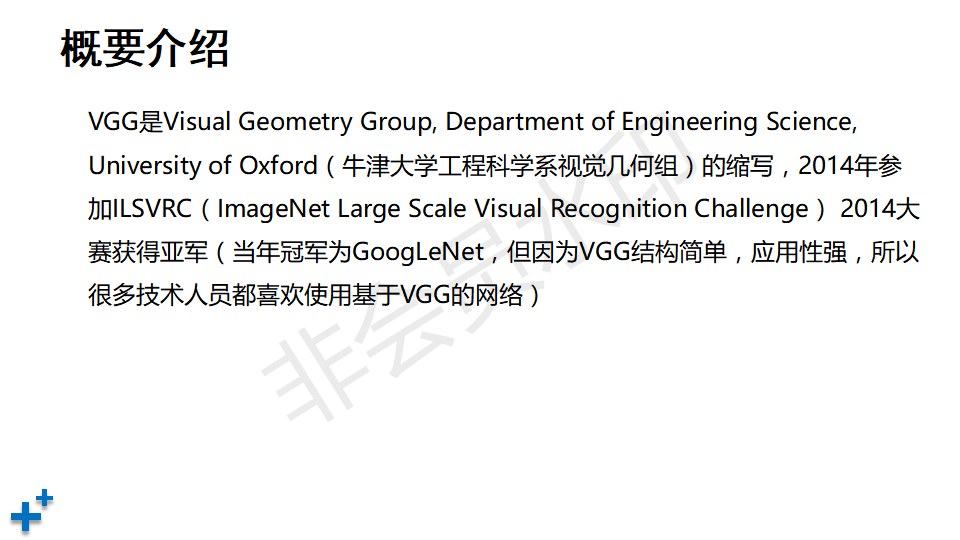 概要介绍
VGG是Visual Geometry Group, Department of Engineering Science,
University of Oxford（牛津大学工程科学系视觉几何组）的缩写，2014年参
加ILSVRC（ImageNet Large Scale Visual Recognition Challenge） 2014大
赛获得亚军（当年冠军为GoogLeNet，但因为VGG结构简单，应用性强，所以
很多技术人员都喜欢使用基于VGG的网络）
非会员水印